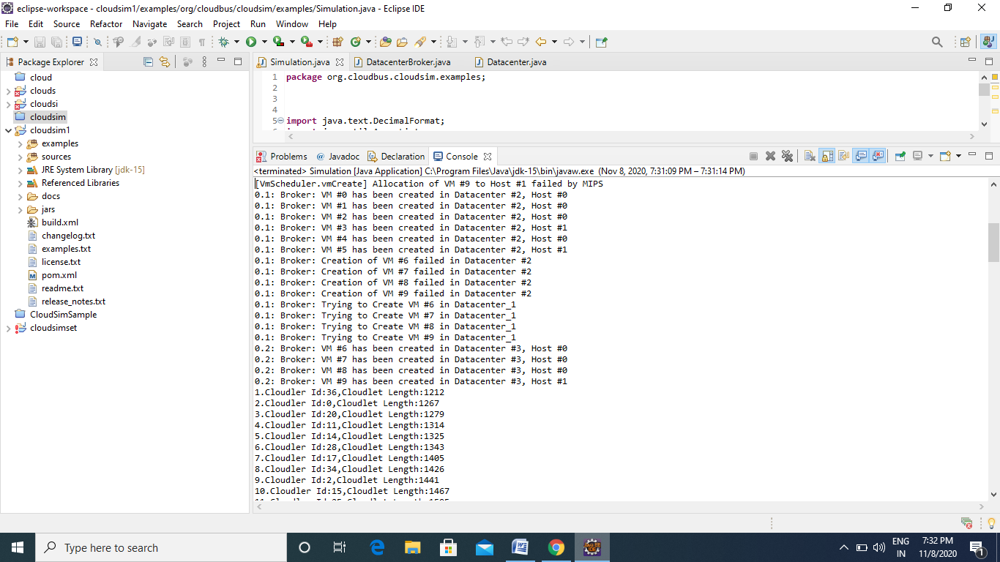 eclipse-workspace - cloudsim1/examples/org/cloudbus/cloudsim/examples/Simulation.java - Eclipse IDE
File Edit Source Refactor Navigate Search Project Run Window Help
Package Explorer
cloud
clouds
cloudsi
cloudsim
cloudsim1
examples
sources
JRE System Library [jdk-15]
Referenced Libraries
docs
jars
build.xml
changelog.txt
examples.txt
license.txt
pom.xml
readme.txt
release_notes.txt
CloudSimSample
cloudsimset
Simulation.java DatacenterBroker.java Datacenter.java
1 package org.cloudbus.cloudsim.examples;
2
3
4
5 import java.text.DecimalFormat;
Problems Javadoc Declaration Console
<terminated> Simulation [Java Application] C:\Program Files\Java\jdk-15\bin\javaw.exe (Nov 8, 2020, 7:31:09 PM – 7:31:14 PM)
[VmScheduler.vmCreate] Allocation of VM #9 to Host #1 failed by MIPS
0.1: Broker: VM #0 has been created in Datacenter #2, Host #0
0.1: Broker: VM #1 has been created in Datacenter #2, Host #0
0.1: Broker: VM #2 has been created in Datacenter #2, Host #0
0.1: Broker: VM #3 has been created in Datacenter #2, Host #1
0.1: Broker: VM #4 has been created in Datacenter #2, Host #0
0.1: Broker: VM #5 has been created in Datacenter #2, Host #1
0.1: Broker: Creation of VM #6 failed in Datacenter #2
0.1: Broker: Creation of VM #7 failed in Datacenter #2
0.1: Broker: Creation of VM #8 failed in Datacenter #2
0.1: Broker: Creation of VM #9 failed in Datacenter #2
0.1: Broker: Trying to Create VM #6 in Datacenter_1
0.1: Broker: Trying to Create VM #7 in Datacenter_1
0.1: Broker: Trying to Create VM #8 in Datacenter_1
0.1: Broker: Trying to Create VM #9 in Datacenter_1
0.2: Broker: VM #6 has been created in Datacenter #3, Host #0
0.2: Broker: VM #7 has been created in Datacenter #3, Host #0
0.2: Broker: VM #8 has been created in Datacenter #3, Host #0
0.2: Broker: VM #9 has been created in Datacenter #3, Host #1
1.Cloudler Id:36,Cloudlet Length:1212
2.Cloudler Id:0,Cloudlet Length:1267
3.Cloudler Id:20,Cloudlet Length:1279
4.Cloudler Id:11,Cloudlet Length:1314
5.Cloudler Id:14,Cloudlet Length:1325
6.Cloudler Id:28,Cloudlet Length:1343
7.Cloudler Id:17,Cloudlet Length:1405
8.Cloudler Id:34,Cloudlet Length:1426
9.Cloudler Id:2,Cloudlet Length:1441
10.Cloudler Id:15,Cloudlet Length:1467
Type here to search
ENG
IN
7:32 PM
11/8/2020
1